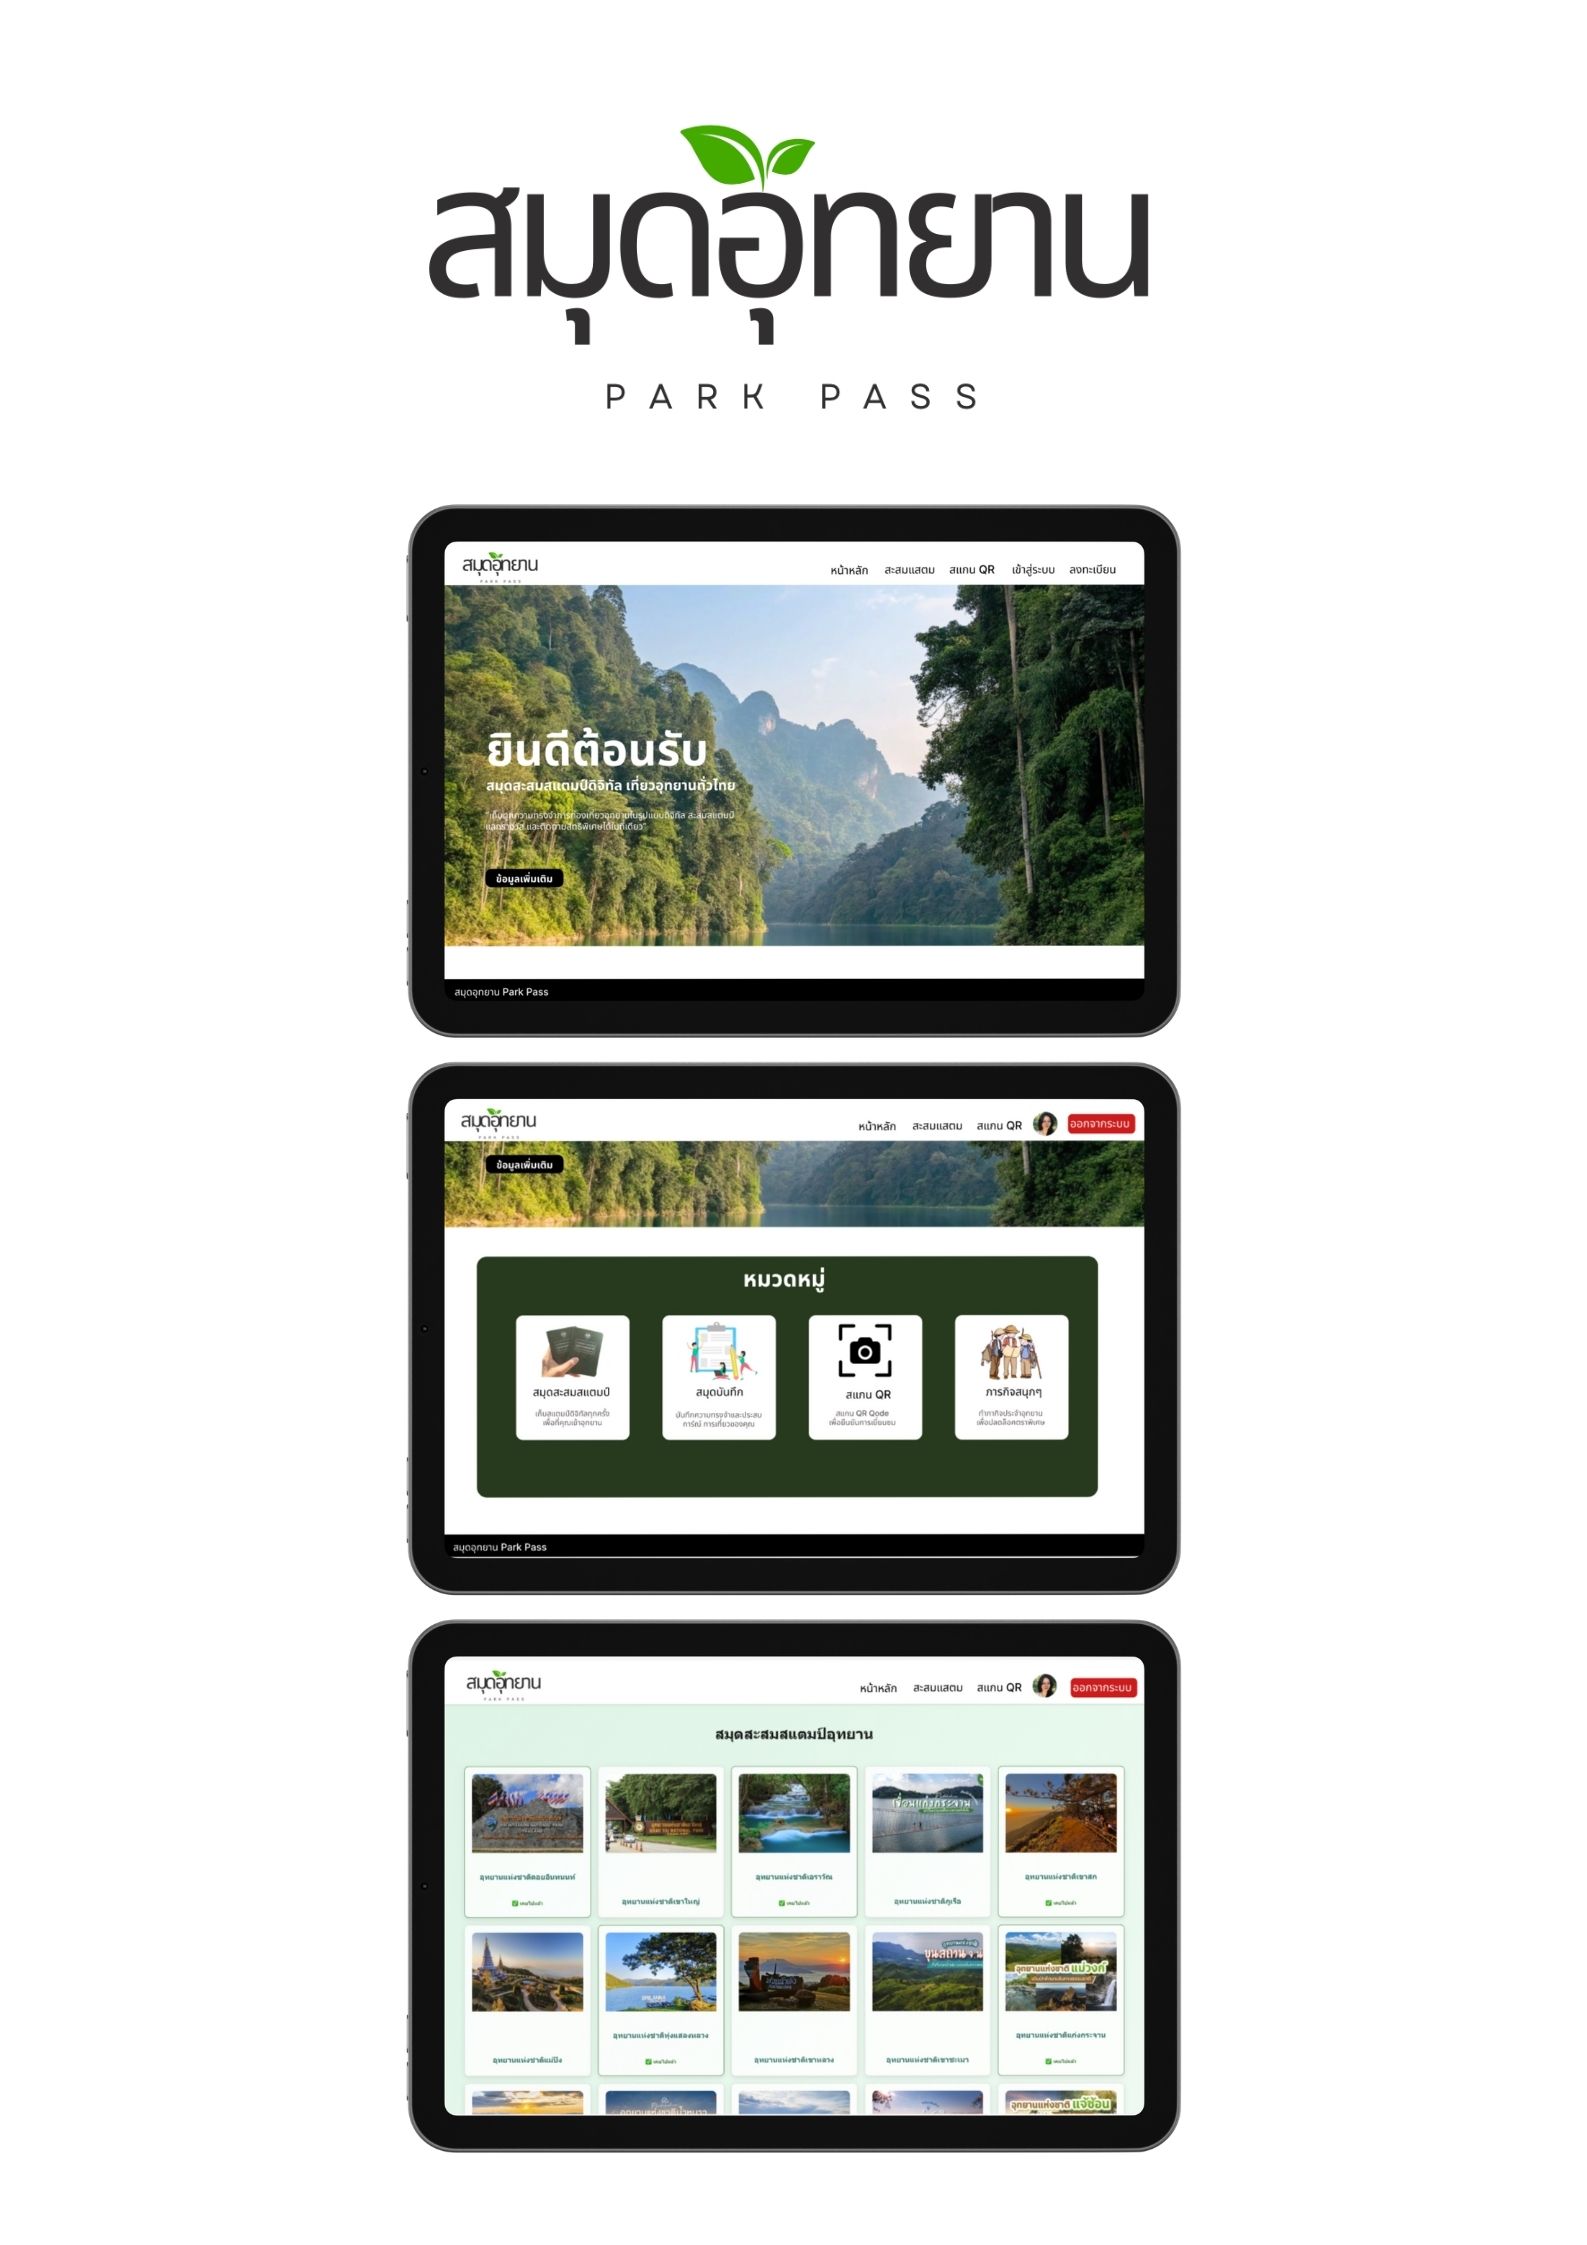 สมุดอุทยาน
PARK PASS
สมุดอุทยาน
PARK PASS
หน้าหลัก สะสมแสตม สแกน QR เข้าสู่ระบบ ลงทะเบียน
ยินดีต้อนรับ
สมุดสะสมสแตมป์ดิจิทัล เที่ยวอุทยานทั่วไทย
"เก็บทุกความทรงจำการท่องเที่ยวอุทยานในรูปแบบดิจิทัล สะสมแสตมป์
และติดตามสิทธิพิเศษได้ในที่เดียว"
ข้อมูลเพิ่มเติม
สมุดอุทยาน Park Pass
สมุดอุทยาน
PARK PASS
หน้าหลัก สะสมแสตม สแกน QR ออกจากระบบ
ข้อมูลเพิ่มเติม
หมวดหมู่
สมุดสะสมสแตมป์ สมุดบันทึก สแกน QR ภารกิจสนุกๆ
เก็บสแตมป์ดิจิทัลทุกครั้ง บันทึกความทรงจำและประสบ สแกน QR Qode ทำภารกิจประจำอุทยาน
เพื่อที่คุณเข้าอุทยาน การ์ณ์ การเที่ยวของคุณ เพื่อยืนยันการเยี่ยมชม เพื่อปลดล็อคตราพิเศษ
สมุดอุทยาน Park Pass
สมุดอุทยาน
PARK PASS
หน้าหลัก สะสมแสตม สแกน QR ออกจากระบบ
สมุดสะสมสแตมป์อุทยาน
เขื่อนแก่งกระจาน
อุทยานแห่งชาติดอยอินทนนท์ อุทยานแห่งชาติเขาใหญ่ อุทยานแห่งชาติเอราวัณ อุทยานแห่งชาติภูเรือ อุทยานแห่งชาติเขาสก
เคยไปแล้ว เคยไปแล้ว เคยไปแล้ว
ขุนสถาน จ.น
อุทยานแห่งชาติแม่วงก์
อุทยานแห่งชาติแม่ปิง อุทยานแห่งชาติทุ่งแสลงหลวง อุทยานแห่งชาติเขาหลวง อุทยานแห่งชาติเขาชะเมา อุทยานแห่งชาติแก่งกระจาน
เคยไปแล้ว เคยไปแล้ว
อุทยานแห่งชาติน้ำหนาว
อุทยานแห่งชาติ แจ้ซ้อน